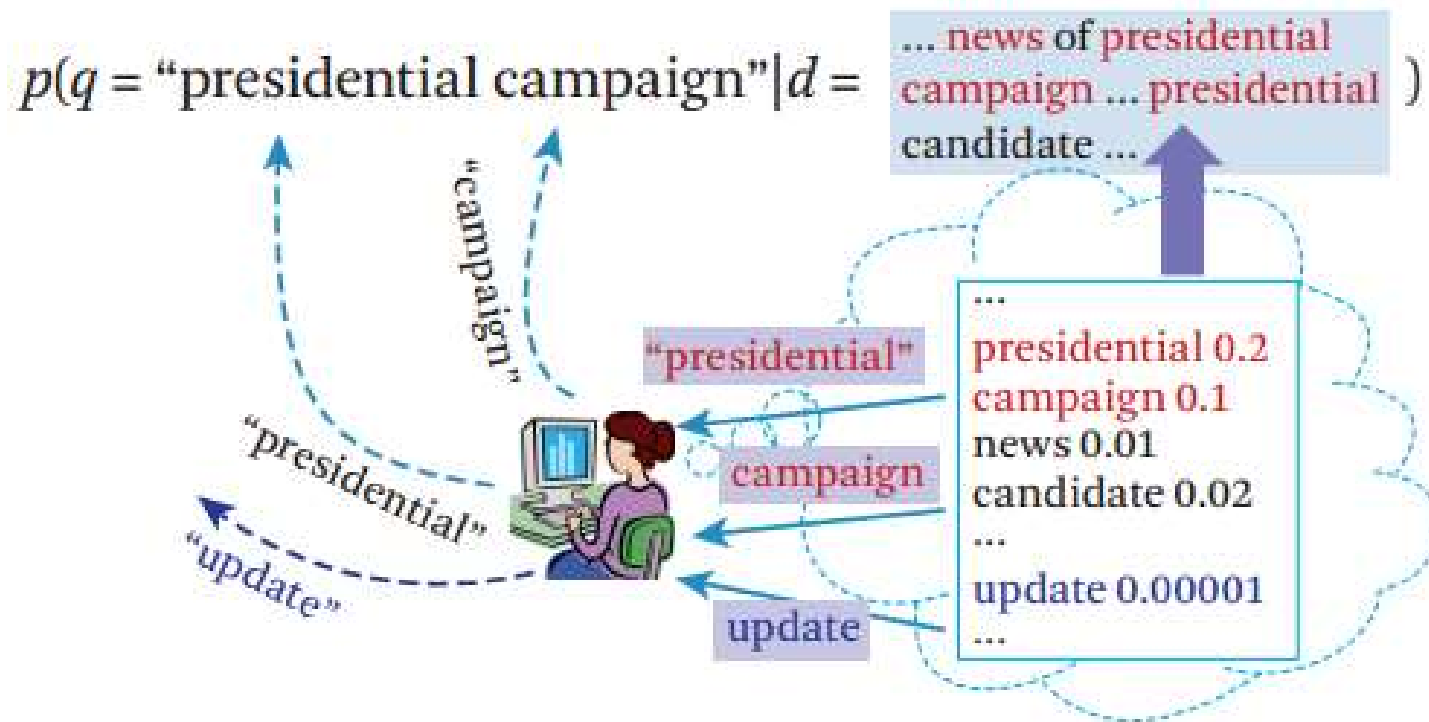 p(q = “presidential campaign”|d =
... news of presidential
campaign ... presidential
candidate ...
)
“campaign”
“presidential”
“update”
“presidential”
campaign
update
...
presidential 0.2
campaign 0.1
news 0.01
candidate 0.02
...
update 0.00001
...